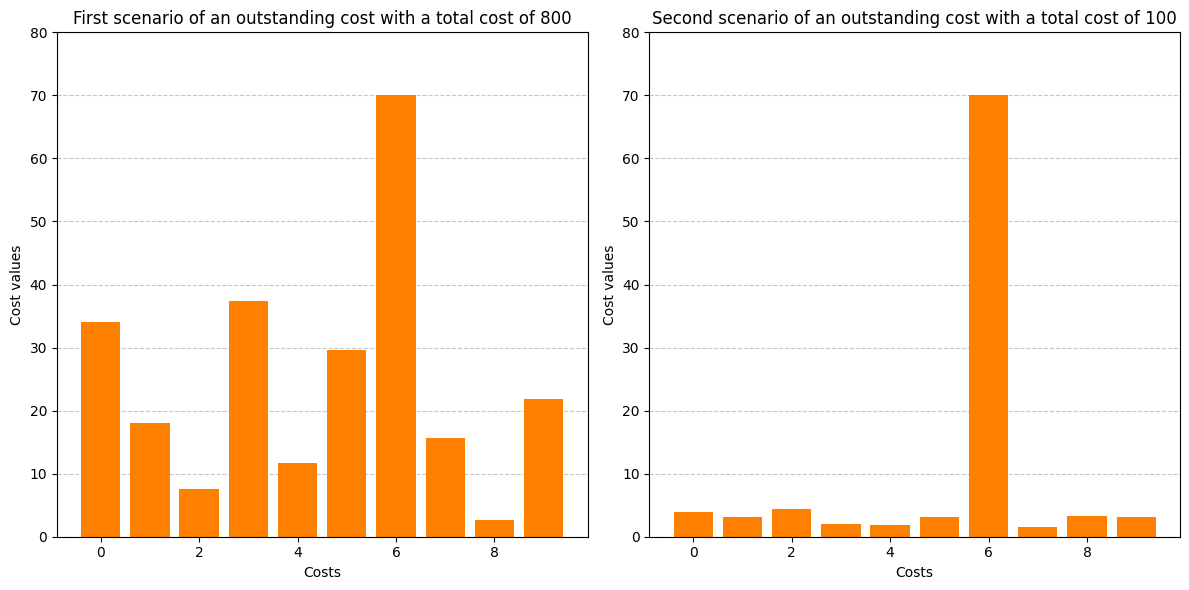 First scenario of an outstanding cost with a total cost of 800
80
70
60
50
40
30
20
10
0
Cost values
0 2 4 6 8
Costs
Second scenario of an outstanding cost with a total cost of 100
80
70
60
50
40
30
20
10
0
Cost values
0 2 4 6 8
Costs